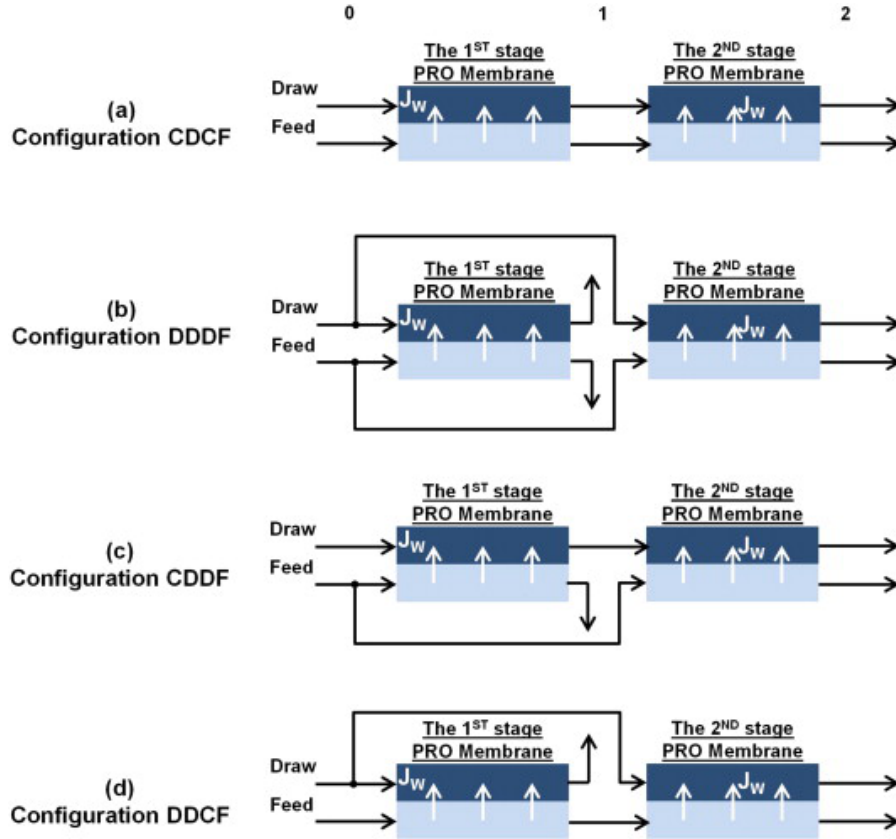 0 1 2
The 1ST stage PRO Membrane
The 2ND stage PRO Membrane
(a)
Configuration CDCF
Draw
Feed
JW
JW
The 1ST stage PRO Membrane
The 2ND stage PRO Membrane
(b)
Configuration DDDF
Draw
Feed
JW
JW
The 1ST stage PRO Membrane
The 2ND stage PRO Membrane
(c)
Configuration CDDF
Draw
Feed
JW
JW
The 1ST stage PRO Membrane
The 2ND stage PRO Membrane
(d)
Configuration DDCF
Draw
Feed
JW
JW